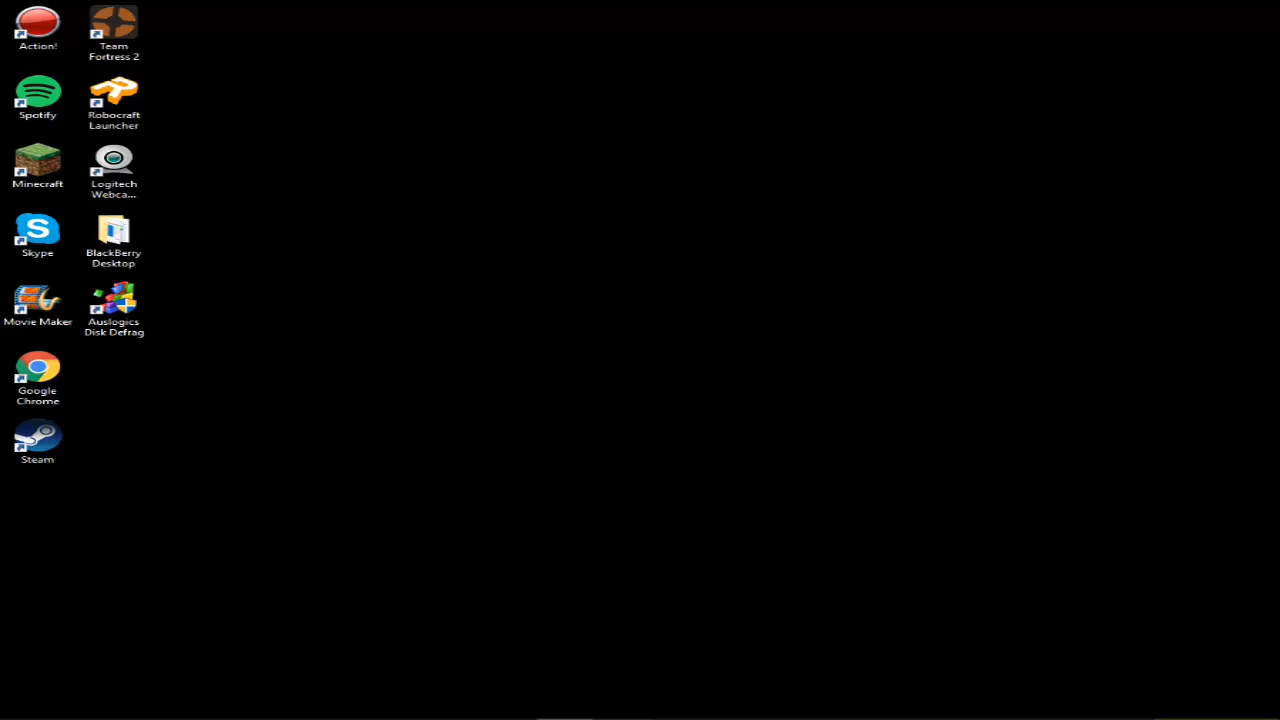 Action!
Team
Fortress 2
Spotify
Robocraft
Launcher
Minecraft
Logitech
Webca...
Skype
BlackBerry
Desktop
Movie Maker
Auslogics
Disk Defrag
Google
Chrome
Steam